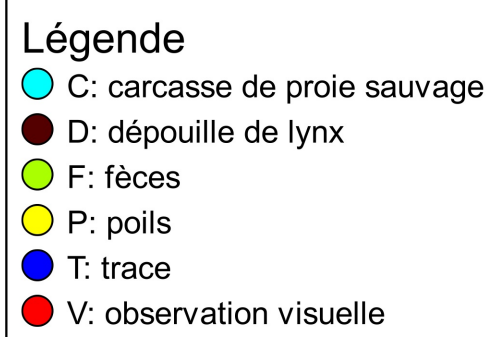 Légende
C: carcasse de proie sauvage
D: dépouille de lynx
F: fèces
P: poils
T: trace
V: observation visuelle